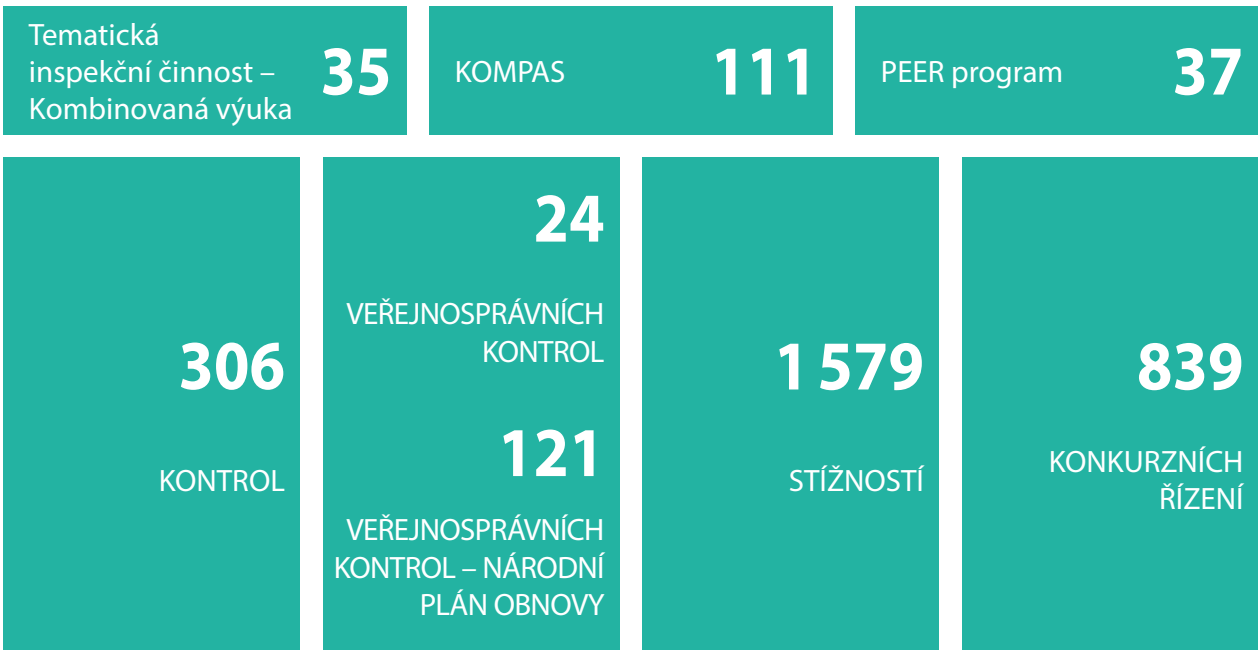 Tematická
inspekční činnost –
Kombinovaná výuka
35
KOMPAS
111
PEER program
37
306
KONTROL
24
VEŘEJNOSPRÁVNÍCH
KONTROL
121
VEŘEJNOSPRÁVNÍCH
KONTROL – NÁRODNÍ
PLÁN OBNOVY
1 579
STÍŽNOSTÍ
839
KONKURZNÍCH
ŘÍZENÍ